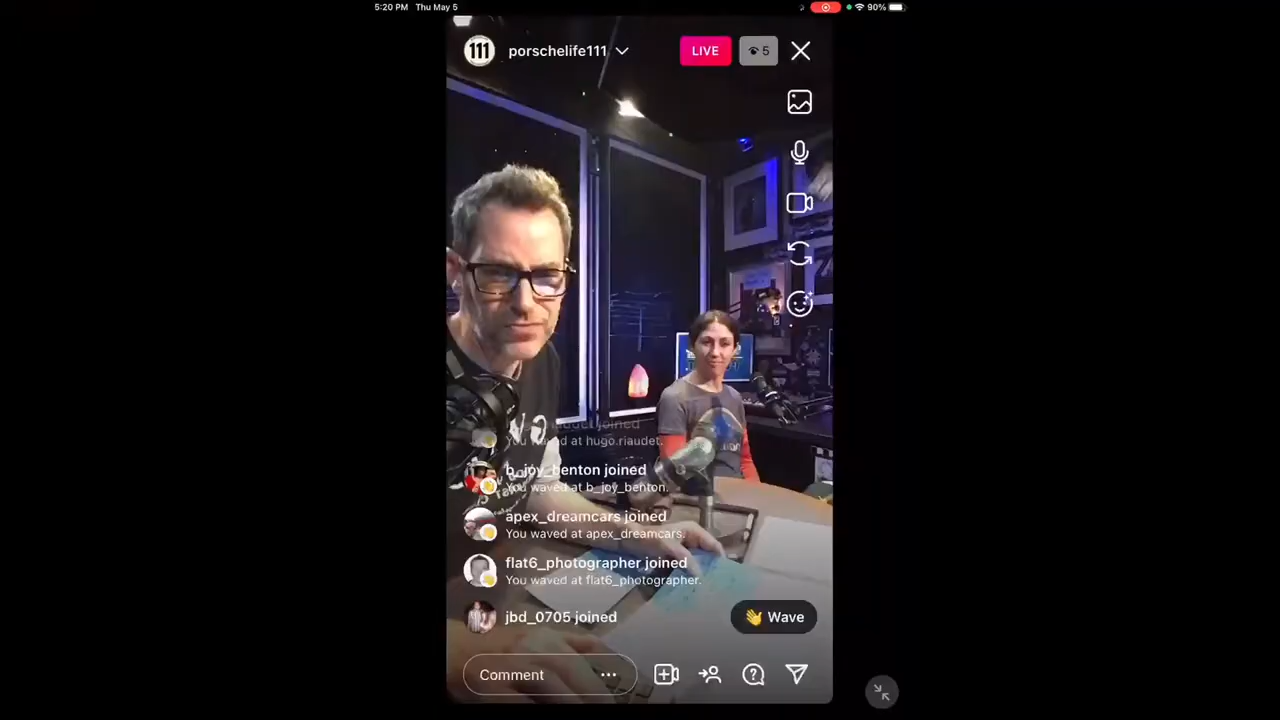 5:20 PM Thu May 5
90%
111
porschelife111
LIVE
5
joined
You waved at hugo.riaudet.
b_joy_benton joined
You waved at b_joy_benton.
apex_dreamcars joined
You waved at apex_dreamcars.
flat6_photographer joined
You waved at flat6_photographer.
jbd_0705 joined
Wave
Comment